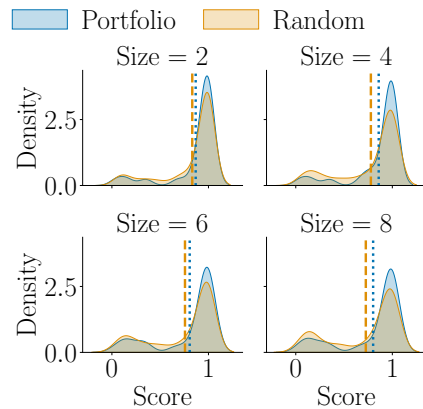 Portfolio Random
Size = 2 Size = 4
Density
2.5
0.0
Size = 6 Size = 8
Density
2.5
0.0
0 1 0 1
Score Score